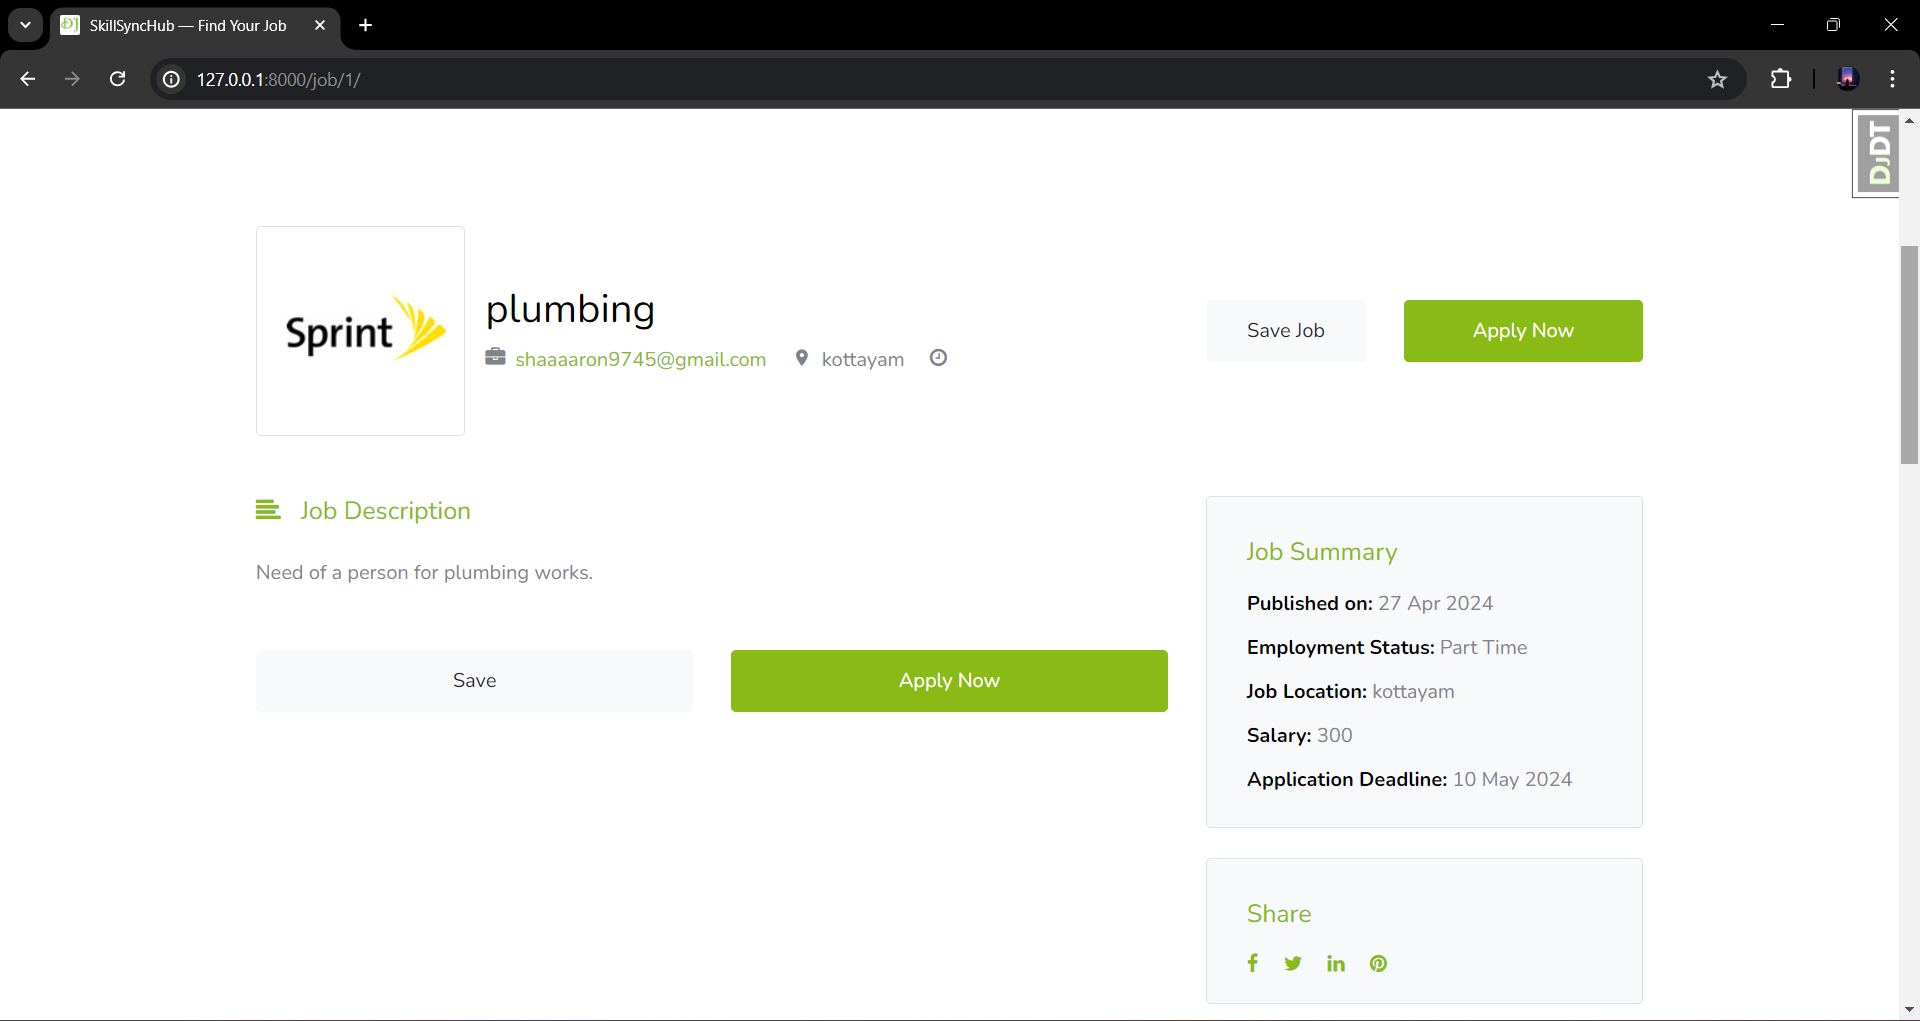 SkillSyncHub — Find Your Job
127.0.0.1:8000/job/1/
DJDT
Sprint
plumbing
shaaaaron9745@gmail.com kottayam
Save Job
Apply Now
Job Description
Need of a person for plumbing works.
Save
Apply Now
Job Summary
Published on: 27 Apr 2024
Employment Status: Part Time
Job Location: kottayam
Salary: 300
Application Deadline: 10 May 2024
Share